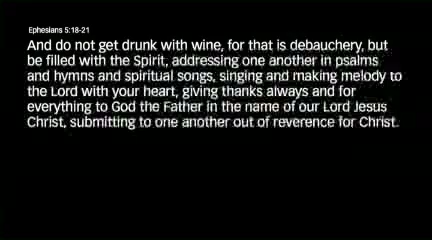 Ephesians 5:18-21
And do not get drunk with wine, for that is debauchery, but
be filled with the Spirit, addressing one another in psalms
and hymns and spiritual songs, singing and making melody to
the Lord with your heart, giving thanks always and for
everything to God the Father in the name of our Lord Jesus
Christ, submitting to one another out of reverence for Christ.